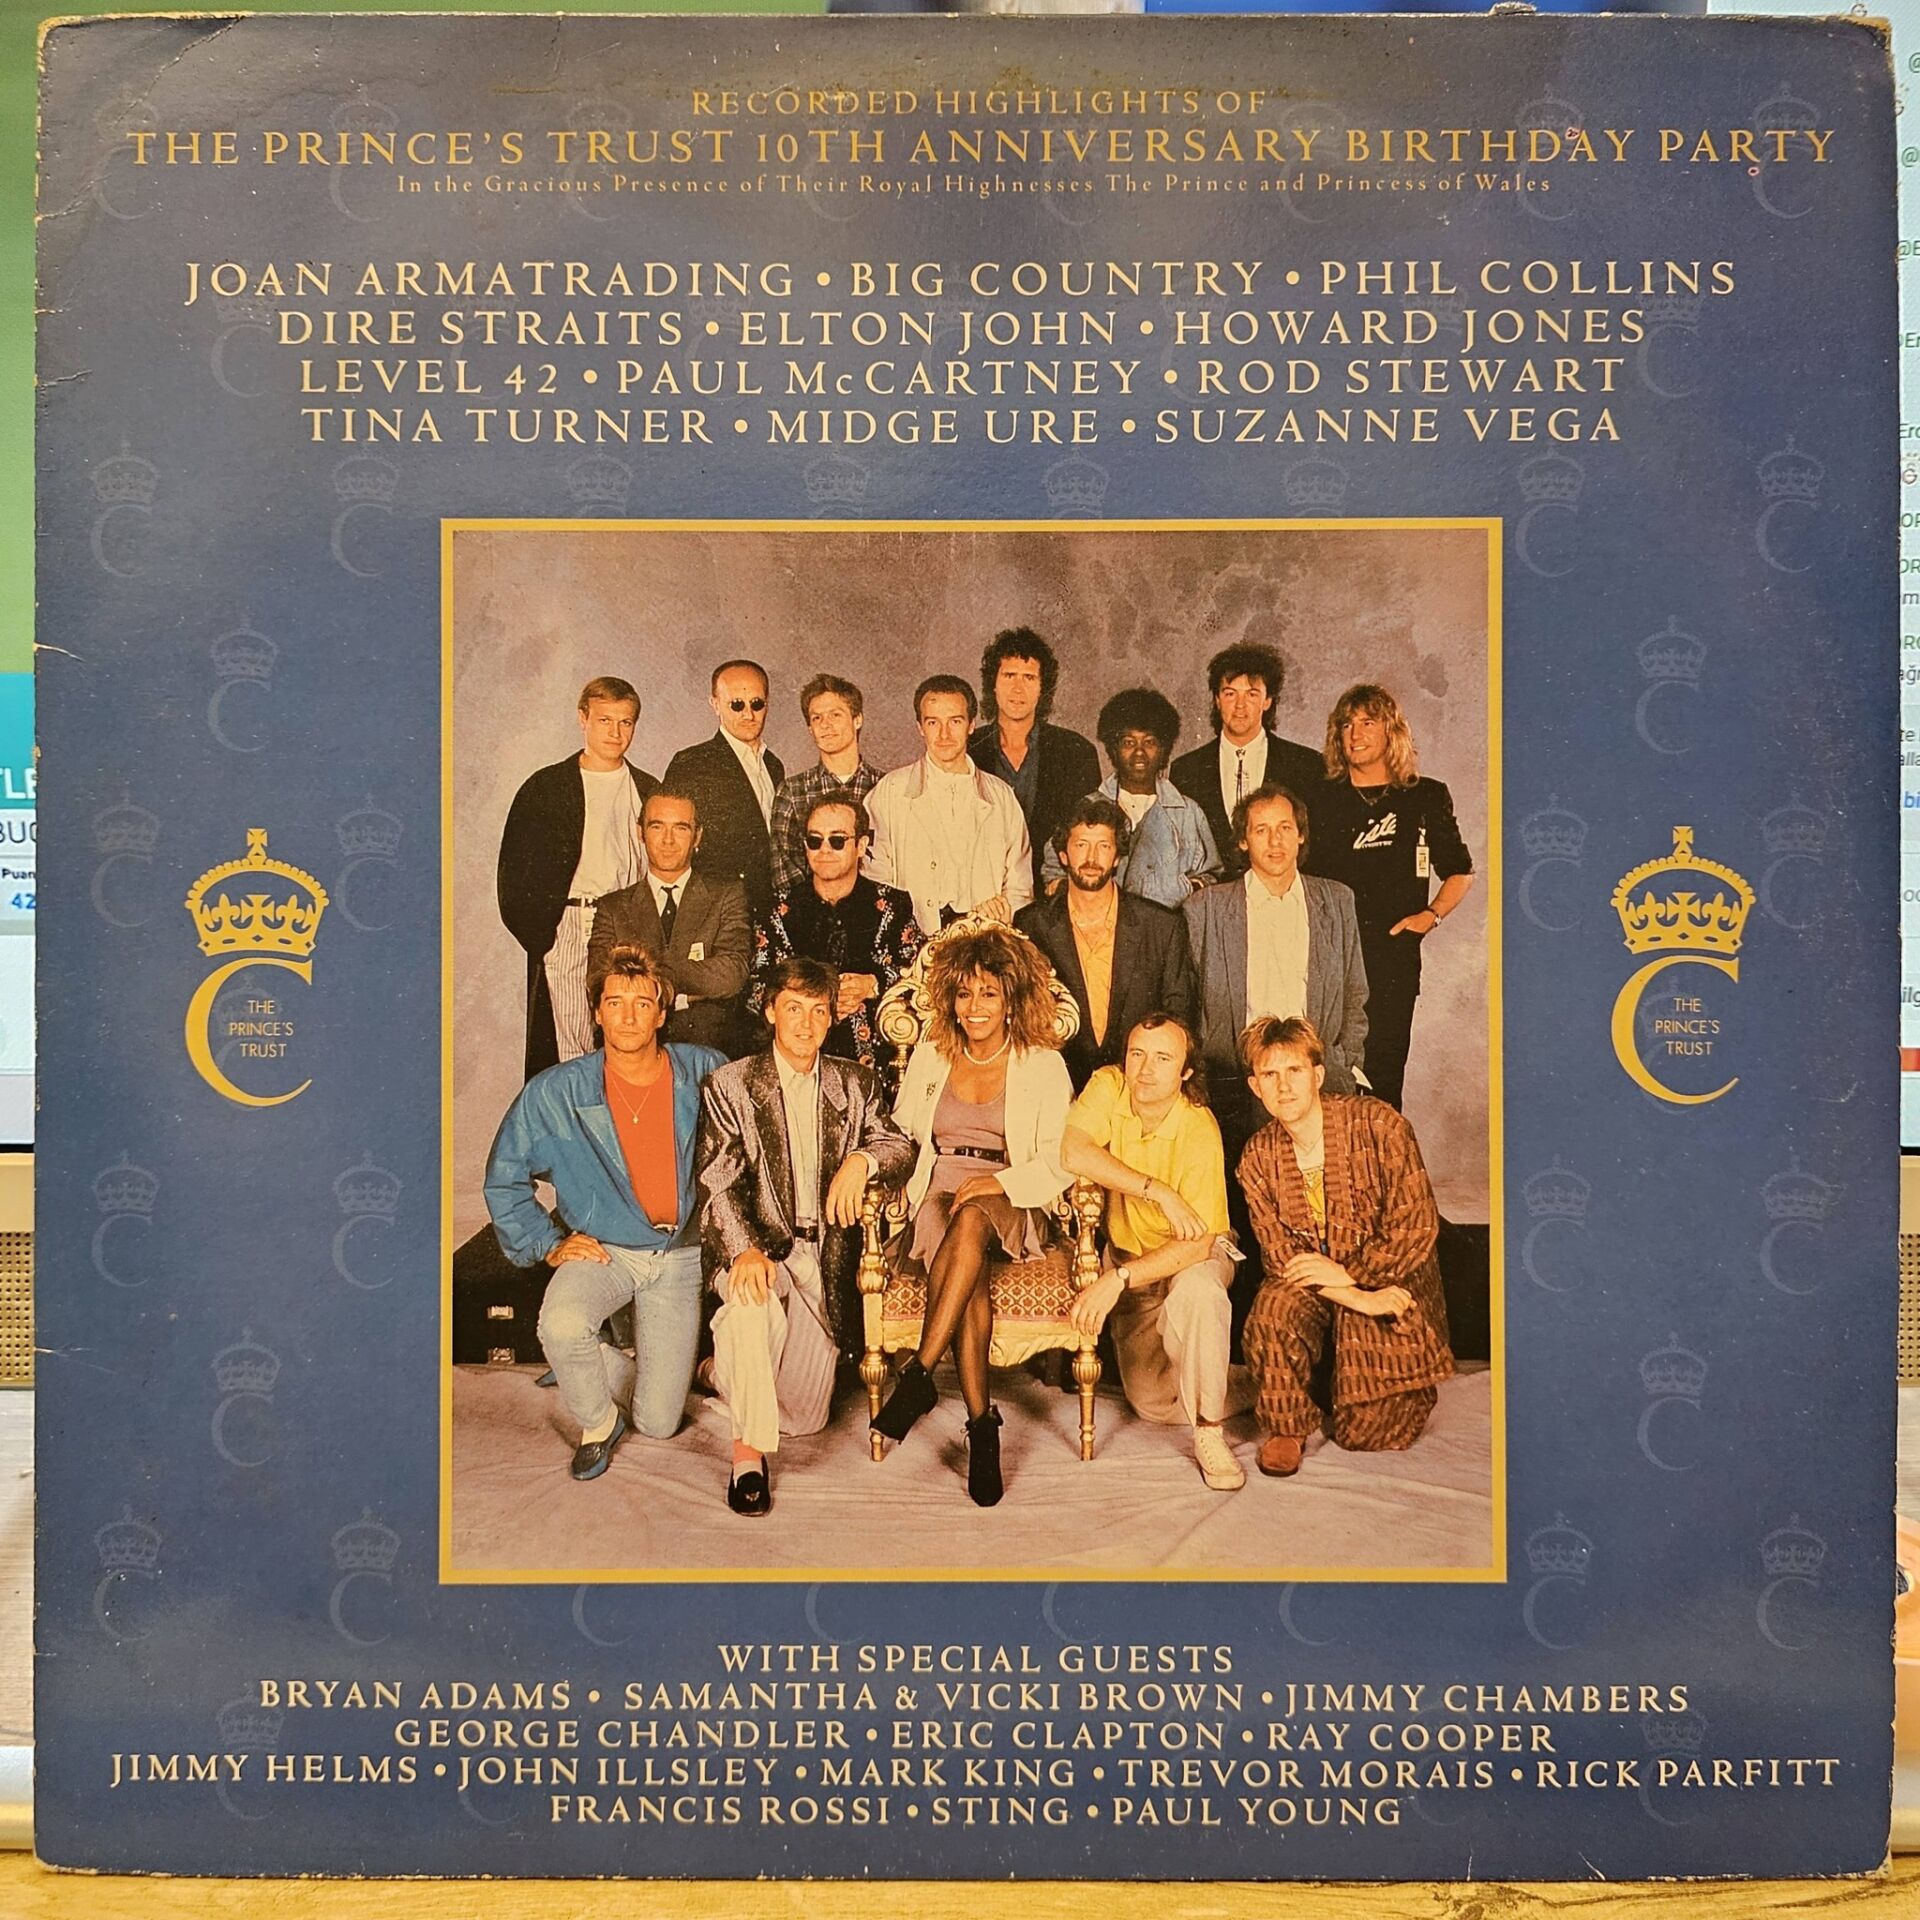 RECORDED HIGHLIGHTS OF
THE PRINCE'S TRUST 10TH ANNIVERSARY BIRTHDAY PARTY
In the Gracious Presence of Their Royal Highnesses The Prince and Princess of Wales
JOAN ARMATRADING • BIG COUNTRY • PHIL COLLINS
DIRE STRAITS • ELTON JOHN • HOWARD JONES
LEVEL 42 • PAUL McCARTNEY • ROD STEWART
TINA TURNER • MIDGE URE • SUZANNE VEGA
THE
PRINCE'S
TRUST
THE
PRINCE'S
TRUST
WITH SPECIAL GUESTS
BRYAN ADAMS • SAMANTHA & VICKI BROWN • JIMMY CHAMBERS
GEORGE CHANDLER • ERIC CLAPTON • RAY COOPER
JIMMY HELMS • JOHN ILLSLEY • MARK KING • TREVOR MORAIS • RICK PARFITT
FRANCIS ROSSI • STING • PAUL YOUNG
Puan
42